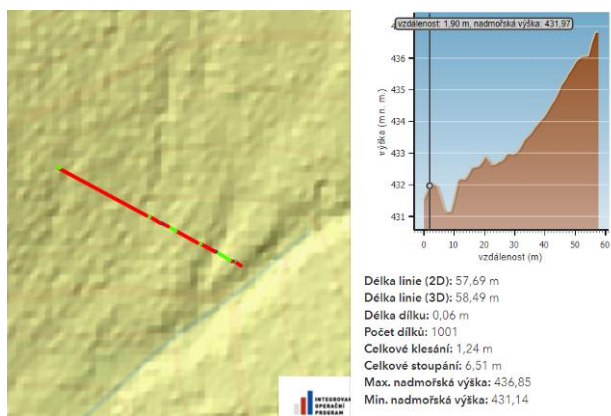 vzdálenost: 1,90 m, nadmořská výška: 431,97
436
435
434
433
432
431
výška (m n. m.)
0 10 20 30 40 50 60
vzdálenost (m)
Délka linie (2D): 57,69 m
Délka linie (3D): 58,49 m
Délka dílku: 0,06 m
Počet dílků: 1001
Celkové klesání: 1,24 m
Celkové stoupání: 6,51 m
Max. nadmořská výška: 436,85
Min. nadmořská výška: 431,14
OPERAČNÍ
PROGRAM